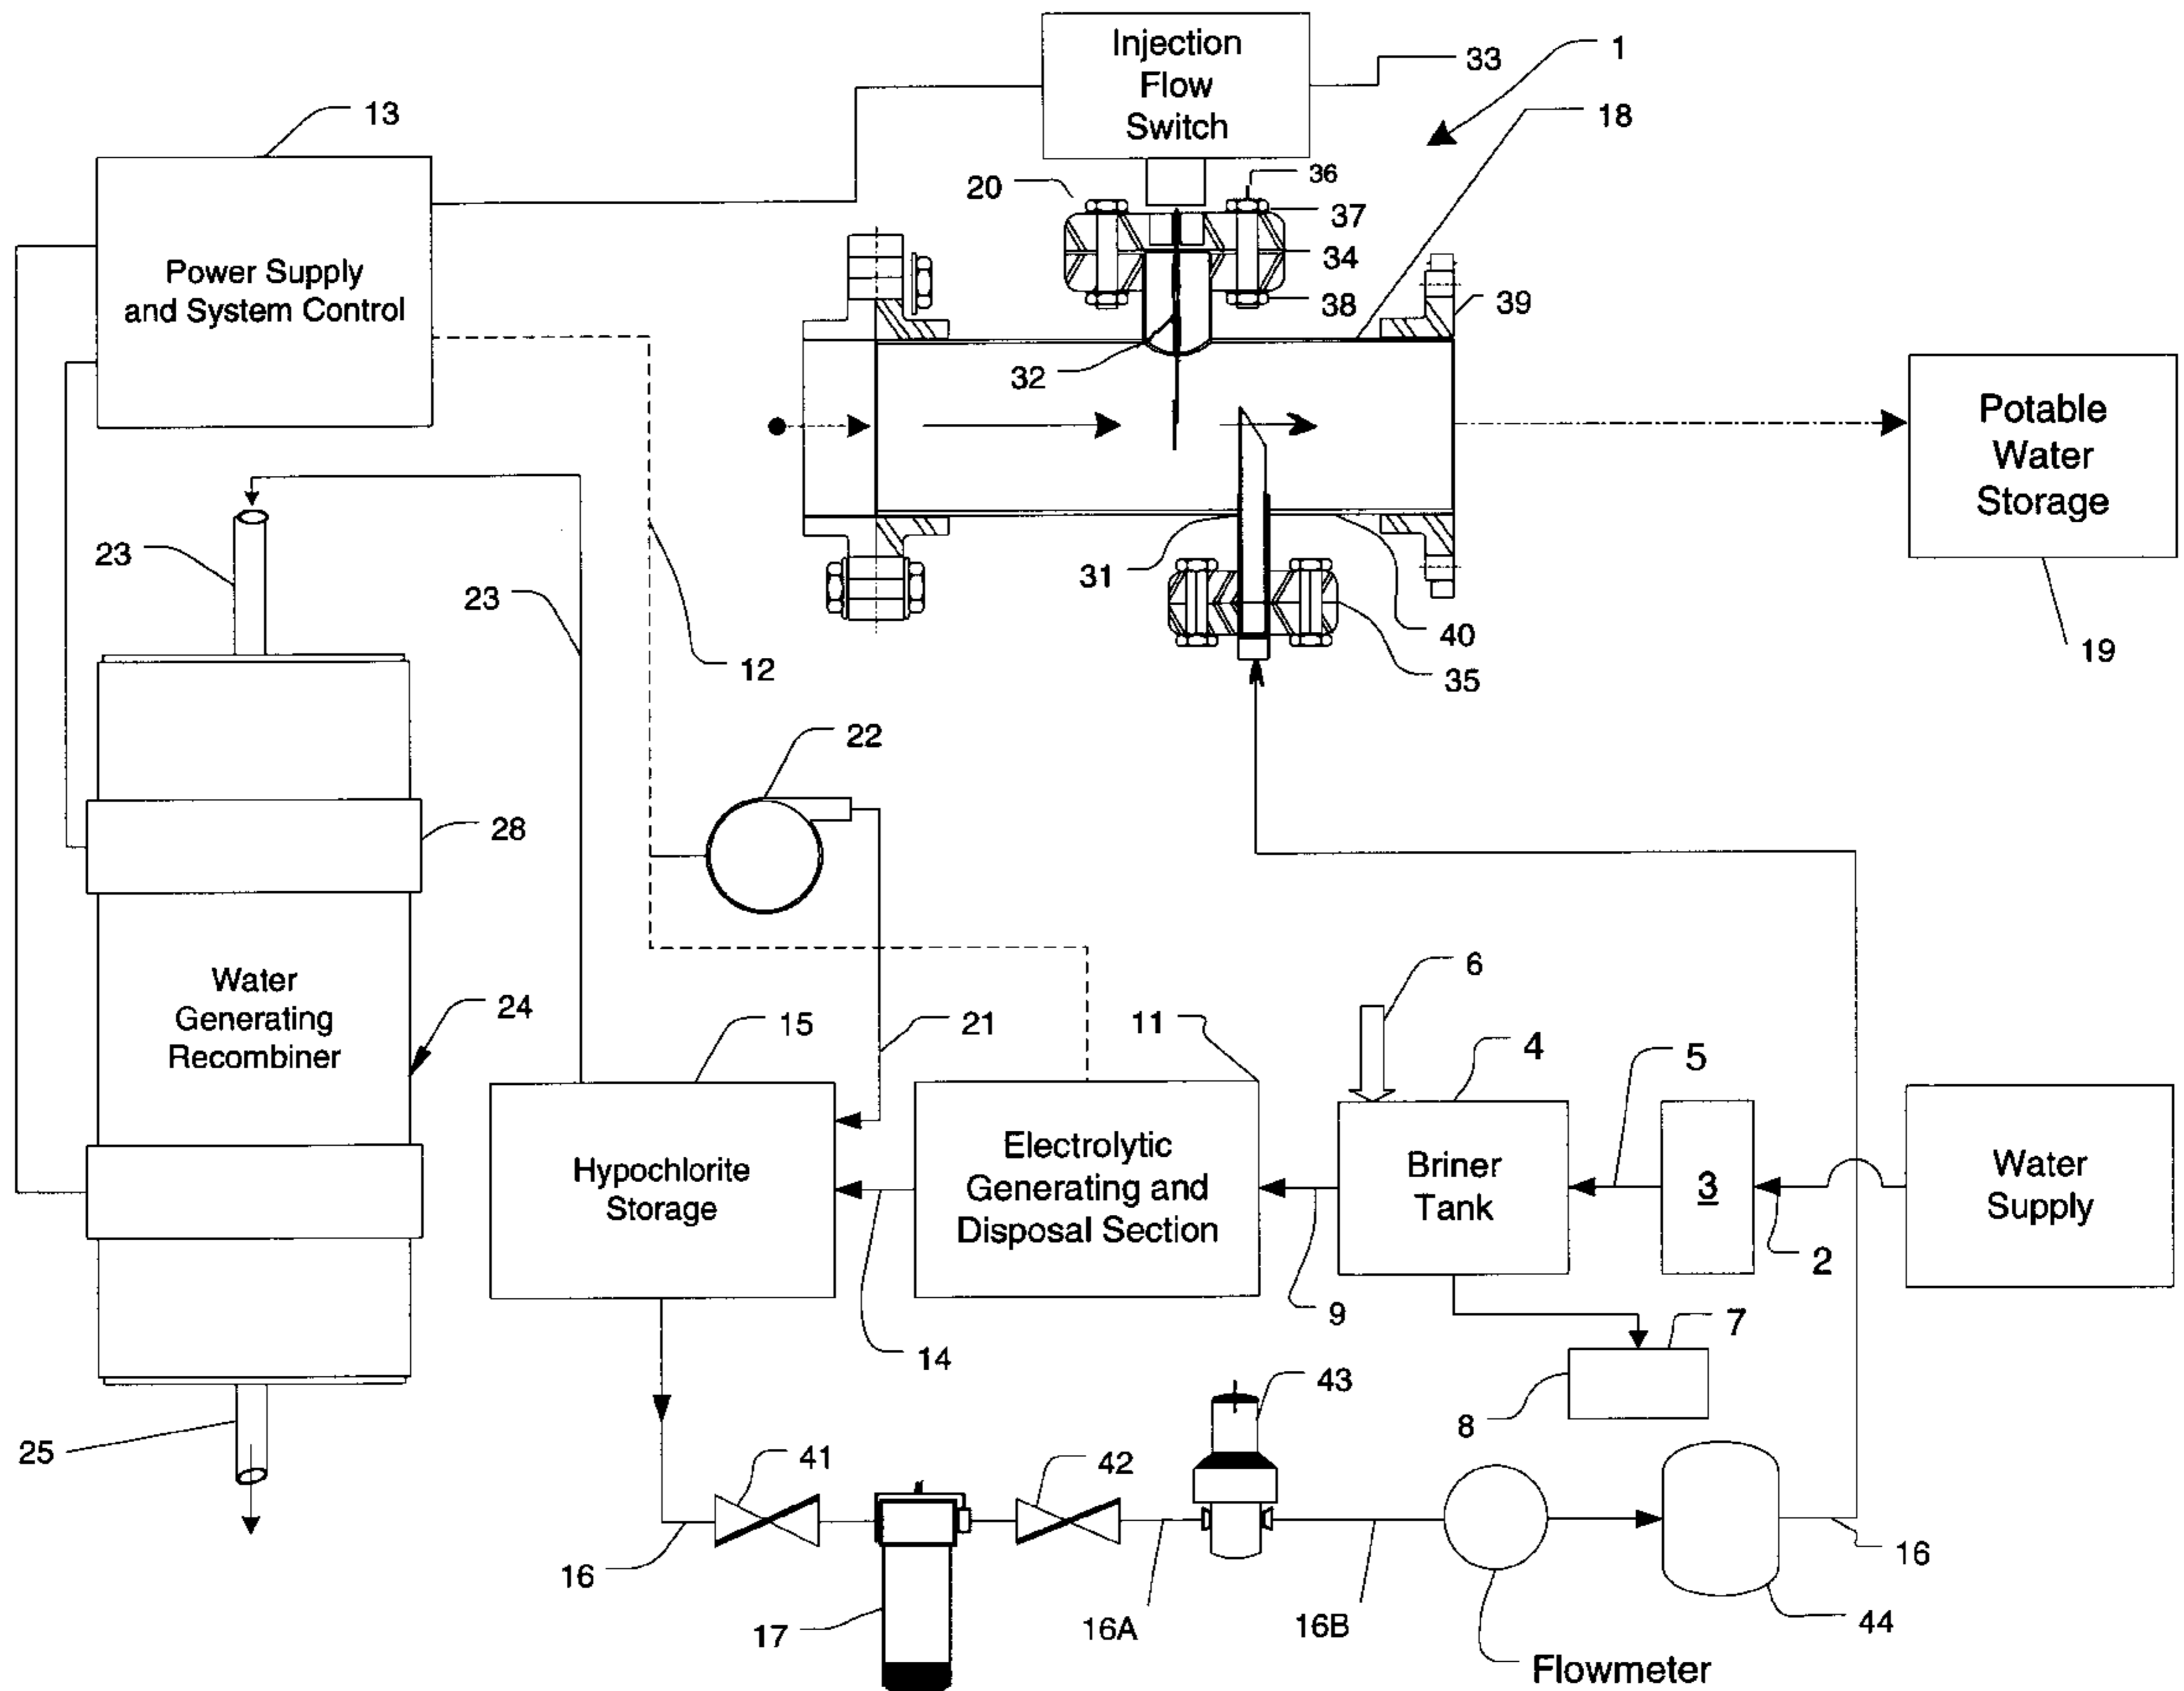 Injection
Flow
Switch
33
1
18
13
20
36
37
34
38
39
Power Supply
and System Control
32
Potable
Water
Storage
23
23
12
31
40
35
19
22
28
6
Water
Generating
Recombiner
24
15
21
11
4
5
Hypochlorite
Storage
Electrolytic
Generating and
Disposal Section
Briner
Tank
3
2
Water
Supply
9
14
7
8
43
25
41
42
16
16
17
16A
16B
44
Flowmeter